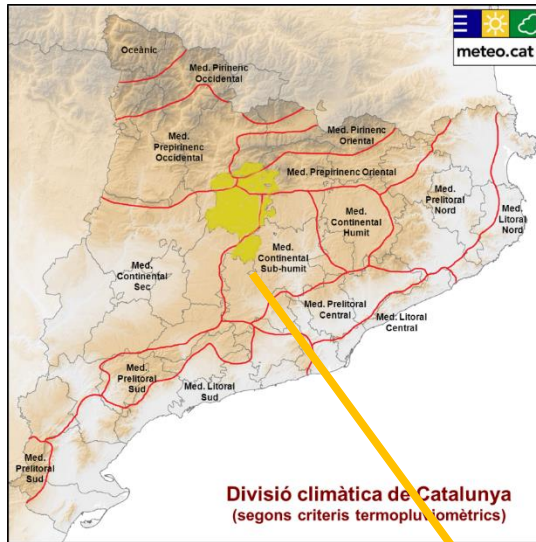 meteo.cat
Oceànic
Med. Pirinenc
Occidental
Med.
Prepirinenc
Occidental
Med. Pirinenc
Oriental
Med. Prepirinenc Oriental
Med.
Prelitoral
Nord
Med.
Litoral
Nord
Med.
Continental
Humit
Med.
Continental
Sub-humit
Med.
Continental
Sec
Med. Prelitoral
Central
Med. Litoral
Central
Med.
Prelitoral
Sud
Med. Litoral
Sud
Med.
Prelitoral
Sud
Divisió climàtica de Catalunya
(segons criteris termopluviomètrics)